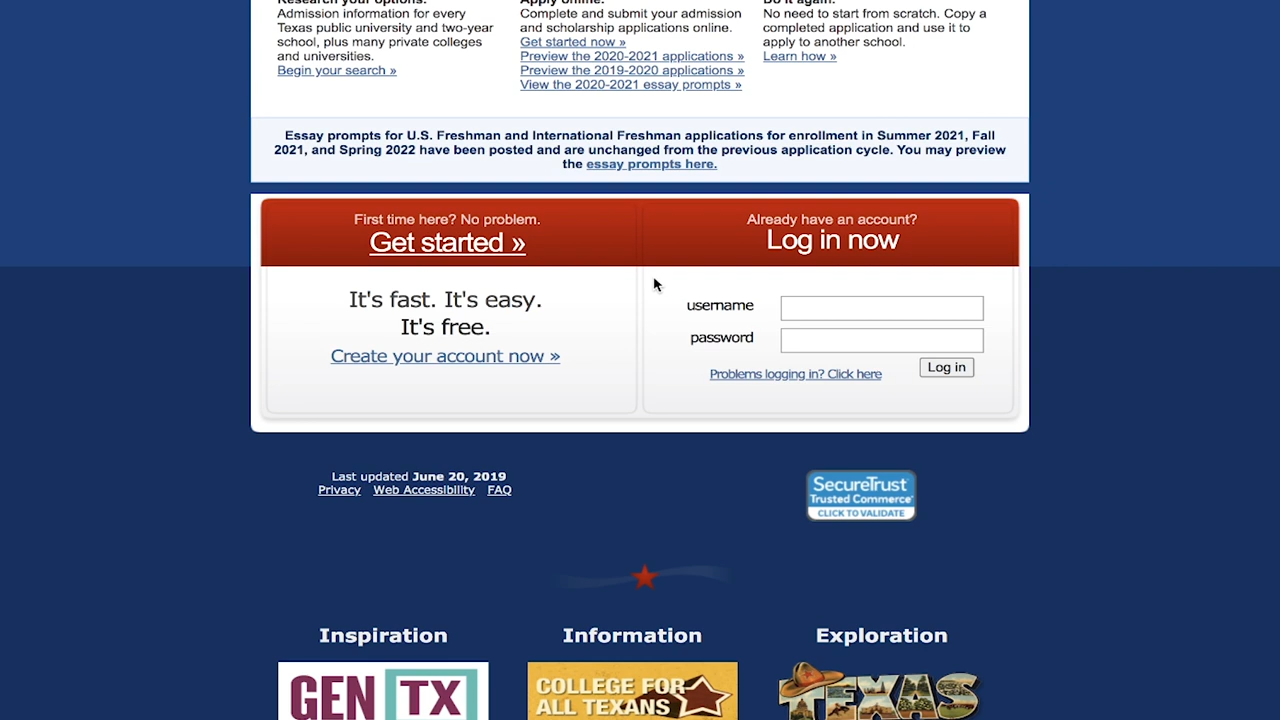 Research your options.
Admission information for every
Texas public university and two-year
school, plus many private colleges
and universities.
Begin your search »
Apply online.
Complete and submit your admission
and scholarship applications online.
Get started now »
Preview the 2020-2021 applications »
Preview the 2019-2020 applications »
View the 2020-2021 essay prompts »
Do it again.
No need to start from scratch. Copy a
completed application and use it to
apply to another school.
Learn how »
Essay prompts for U.S. Freshman and International Freshman applications for enrollment in Summer 2021, Fall
2021, and Spring 2022 have been posted and are unchanged from the previous application cycle. You may preview
the essay prompts here.
First time here? No problem.
Get started »
It's fast. It's easy.
It's free.
Create your account now »
Already have an account?
Log in now
username
password
Problems logging in? Click here
Log in
Last updated June 20, 2019
Privacy Web Accessibility FAQ
SecureTrust
Trusted Commerce
CLICK TO VALIDATE
Inspiration
Information
Exploration
GEN TX
COLLEGE FOR
ALL TEXANS
TEXAS